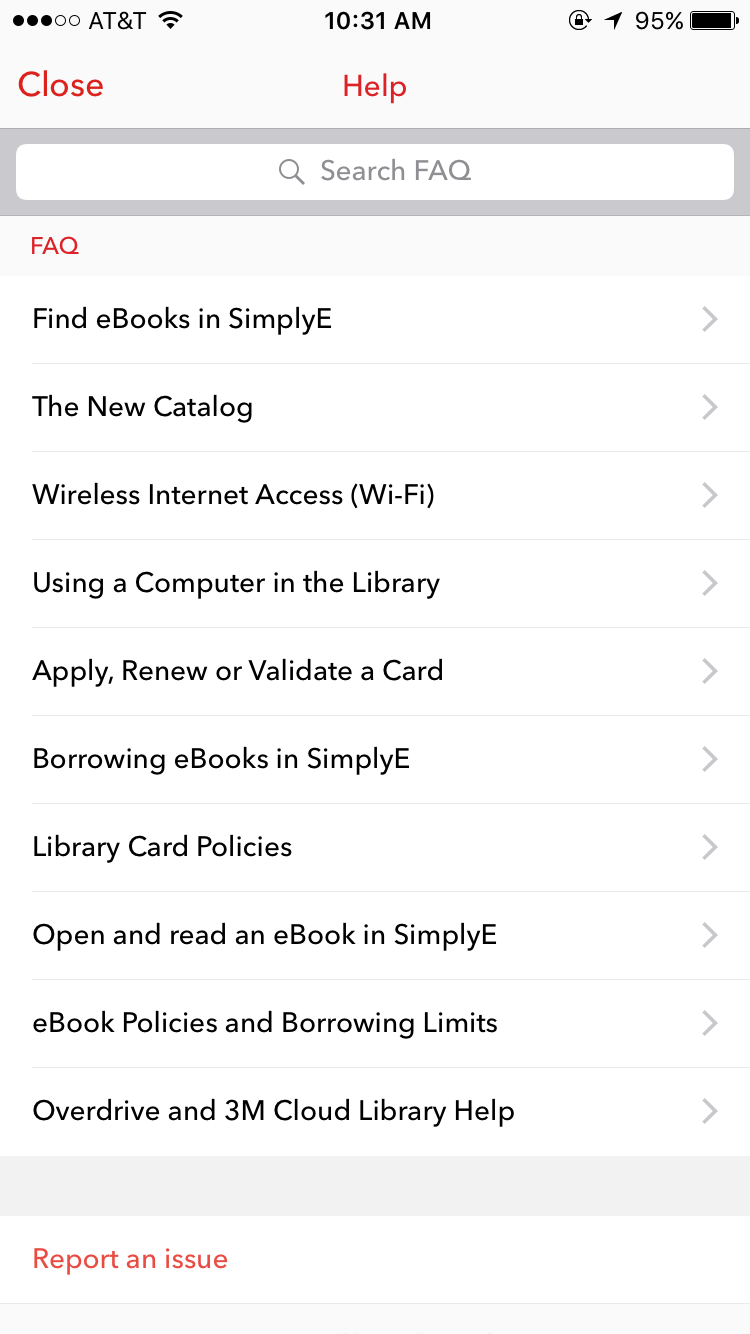 AT&T 10:31 AM 95%
Close Help
Search FAQ
FAQ
Find eBooks in SimplyE
The New Catalog
Wireless Internet Access (Wi-Fi)
Using a Computer in the Library
Apply, Renew or Validate a Card
Borrowing eBooks in SimplyE
Library Card Policies
Open and read an eBook in SimplyE
eBook Policies and Borrowing Limits
Overdrive and 3M Cloud Library Help
Report an issue